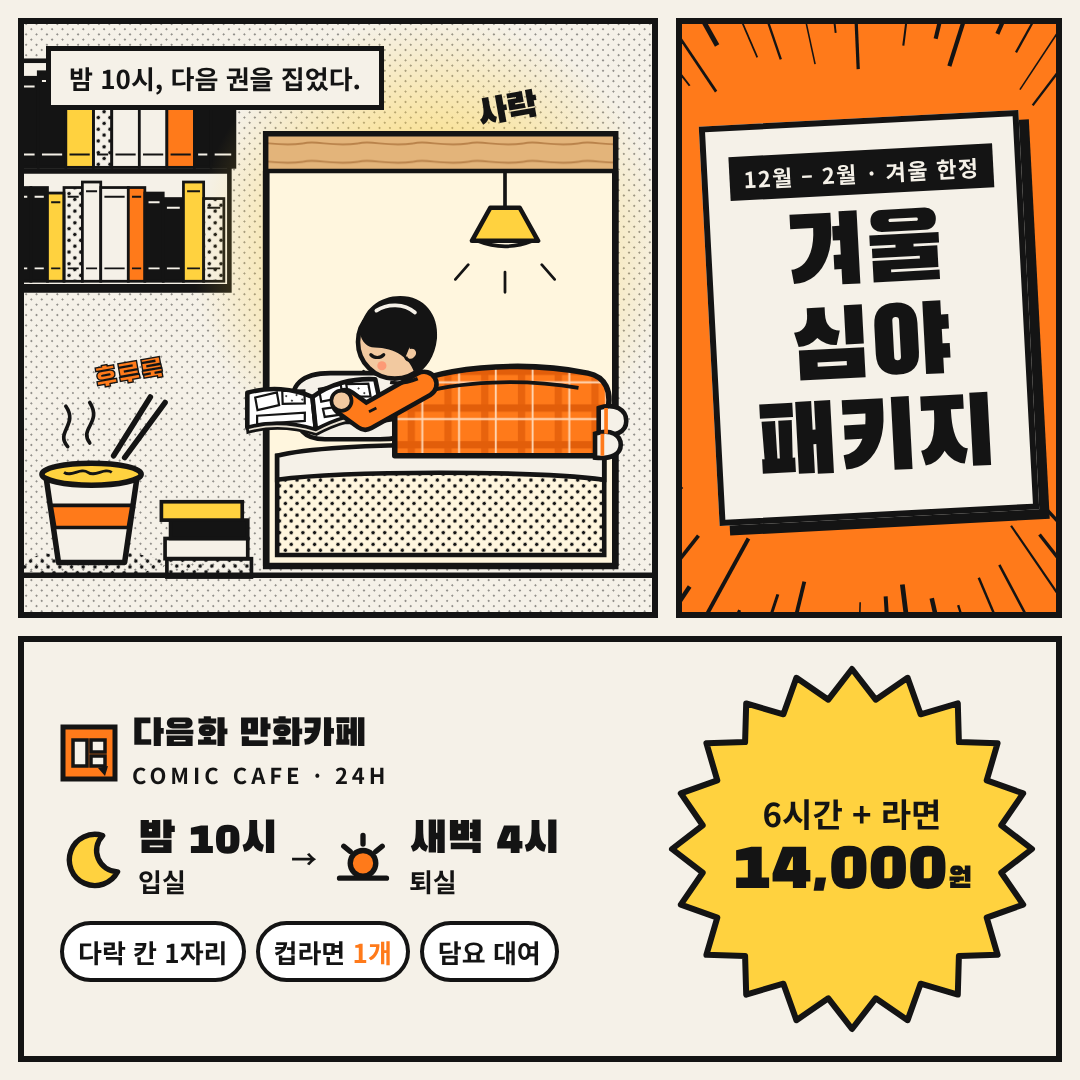 밤 10시, 다음 권을 집었다.
사락
후루룩
12월 – 2월 · 겨울 한정
겨울
심야
패키지
다음화 만화카페
COMIC CAFE · 24H
밤 10시 → 새벽 4시
입실 퇴실
다락 칸 1자리 컵라면 1개 담요 대여
6시간 + 라면
14,000원